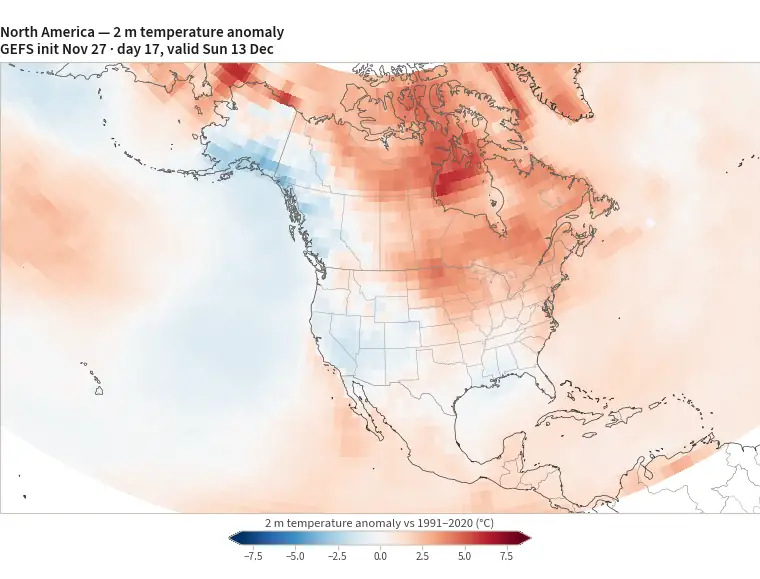 North America — 2 m temperature anomaly
GEFS init Nov 27 · day 17, valid Sun 13 Dec
2 m temperature anomaly vs 1991–2020 (°C)
−7.5 −5.0 −2.5 0.0 2.5 5.0 7.5